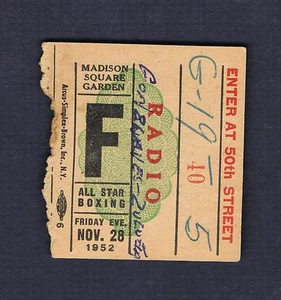 MADISON
SQUARE
GARDEN
F
ALL STAR
BOXING
FRIDAY EVE.
NOV. 28
1952
RADIO
G-19-5
40
ENTER AT 50th STREET
Arcus-Simplex-Brown, Inc., N.Y.
6